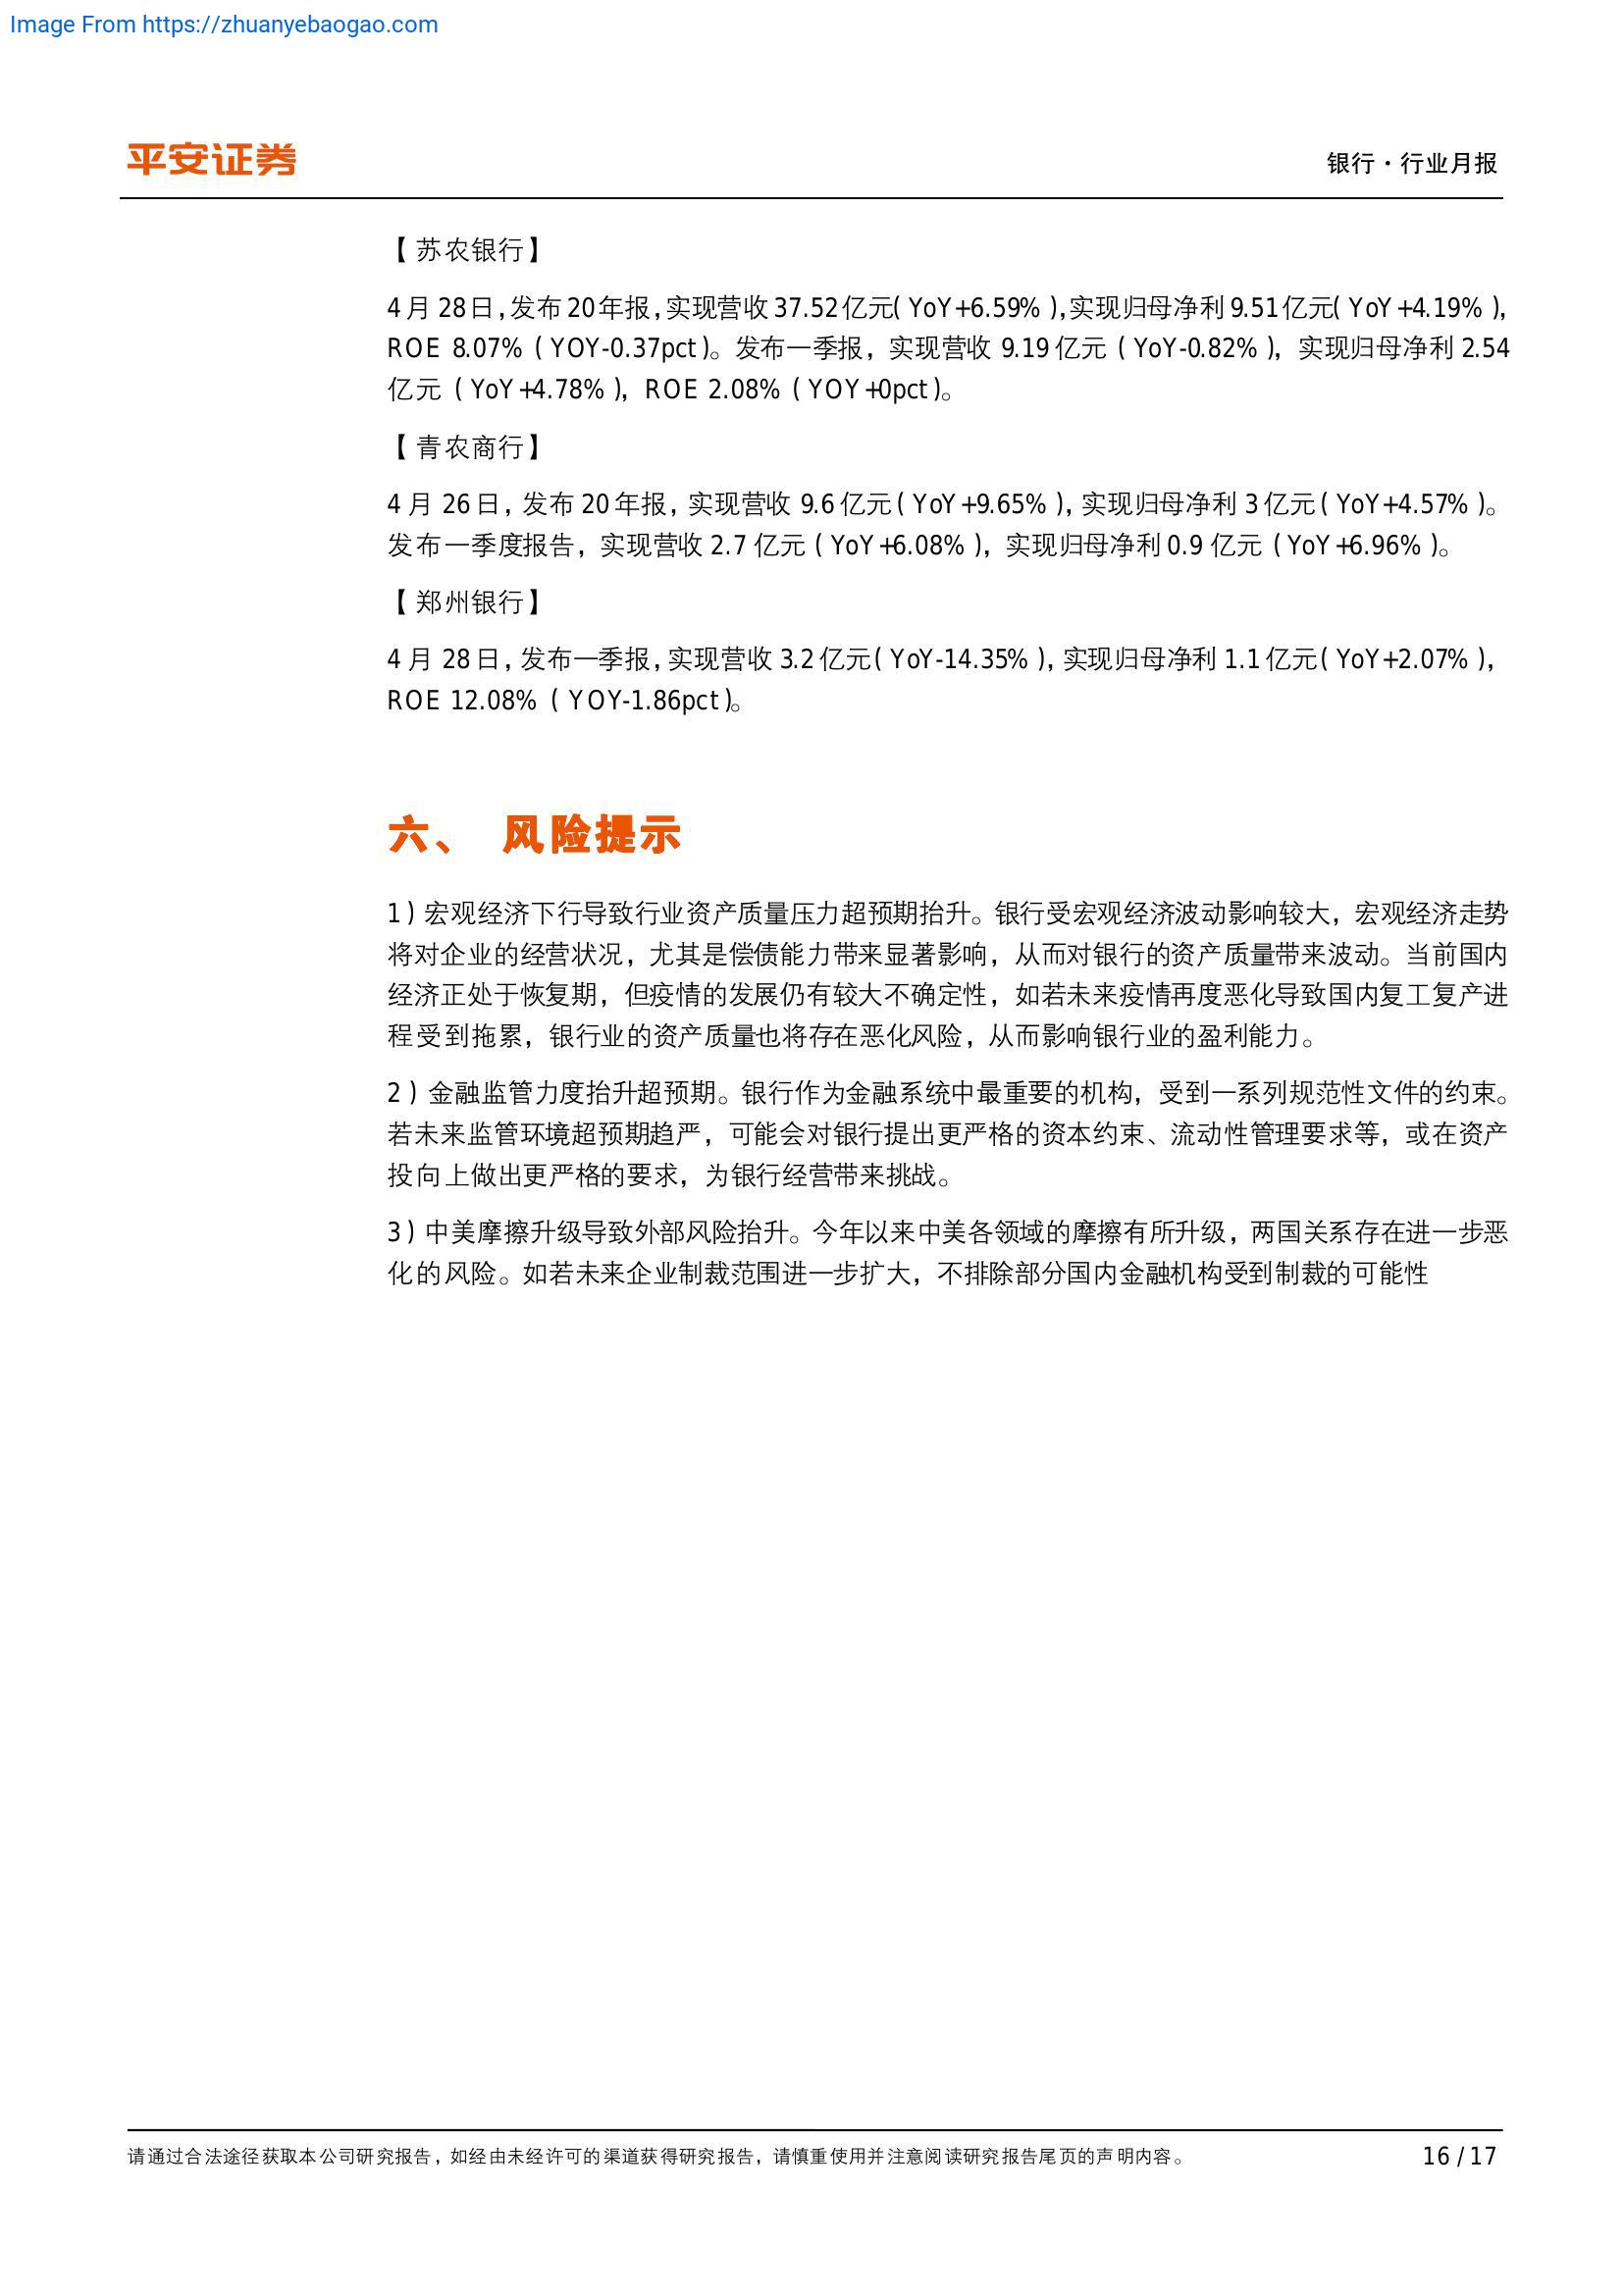 Image From https://zhuanyebaogao.com
平安证券
银行·行业月报
【苏农银行】
4月28日，发布20年报，实现营收37.52亿元（YoY+6.59%），实现归母净利9.51亿元（YoY+4.19%），
ROE 8.07%（YOY-0.37pct）。发布一季报，实现营收 9.19 亿元（YoY-0.82%），实现归母净利 2.54
亿元（YoY+4.78%），ROE 2.08%（YOY+0pct）。
【青农商行】
4 月 26 日，发布 20 年报，实现营收 9.6 亿元（YoY+9.65%），实现归母净利 3 亿元（YoY+4.57%）。
发布一季度报告，实现营收 2.7 亿元（YoY+6.08%），实现归母净利 0.9 亿元（YoY+6.96%）。
【郑州银行】
4 月 28 日，发布一季报，实现营收 3.2 亿元（YoY-14.35%），实现归母净利 1.1 亿元（YoY+2.07%），
ROE 12.08%（YOY-1.86pct）。
六、 风险提示
1）宏观经济下行导致行业资产质量压力超预期抬升。银行受宏观经济波动影响较大，宏观经济走势
将对企业的经营状况，尤其是偿债能力带来显著影响，从而对银行的资产质量带来波动。当前国内
经济正处于恢复期，但疫情的发展仍有较大不确定性，如若未来疫情再度恶化导致国内复工复产进
程受到拖累，银行业的资产质量也将存在恶化风险，从而影响银行业的盈利能力。
2）金融监管力度抬升超预期。银行作为金融系统中最重要的机构，受到一系列规范性文件的约束。
若未来监管环境超预期趋严，可能会对银行提出更严格的资本约束、流动性管理要求等，或在资产
投向上做出更严格的要求，为银行经营带来挑战。
3）中美摩擦升级导致外部风险抬升。今年以来中美各领域的摩擦有所升级，两国关系存在进一步恶
化的风险。如若未来企业制裁范围进一步扩大，不排除部分国内金融机构受到制裁的可能性
请通过合法途径获取本公司研究报告，如经由未经许可的渠道获得研究报告，请慎重使用并注意阅读研究报告尾页的声明内容。
16 / 17